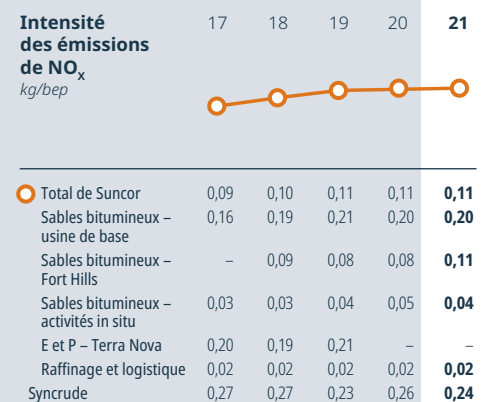 Intensité 17 18 19 20 21
des émissions
de NOx
kg/bep
Total de Suncor 0,09 0,10 0,11 0,11 0,11
Sables bitumineux – 0,16 0,19 0,21 0,20 0,20
usine de base
Sables bitumineux – – 0,09 0,08 0,08 0,11
Fort Hills
Sables bitumineux – 0,03 0,03 0,04 0,05 0,04
activités in situ
E et P – Terra Nova 0,20 0,19 0,21 – –
Raffinage et logistique 0,02 0,02 0,02 0,02 0,02
Syncrude 0,27 0,27 0,23 0,26 0,24